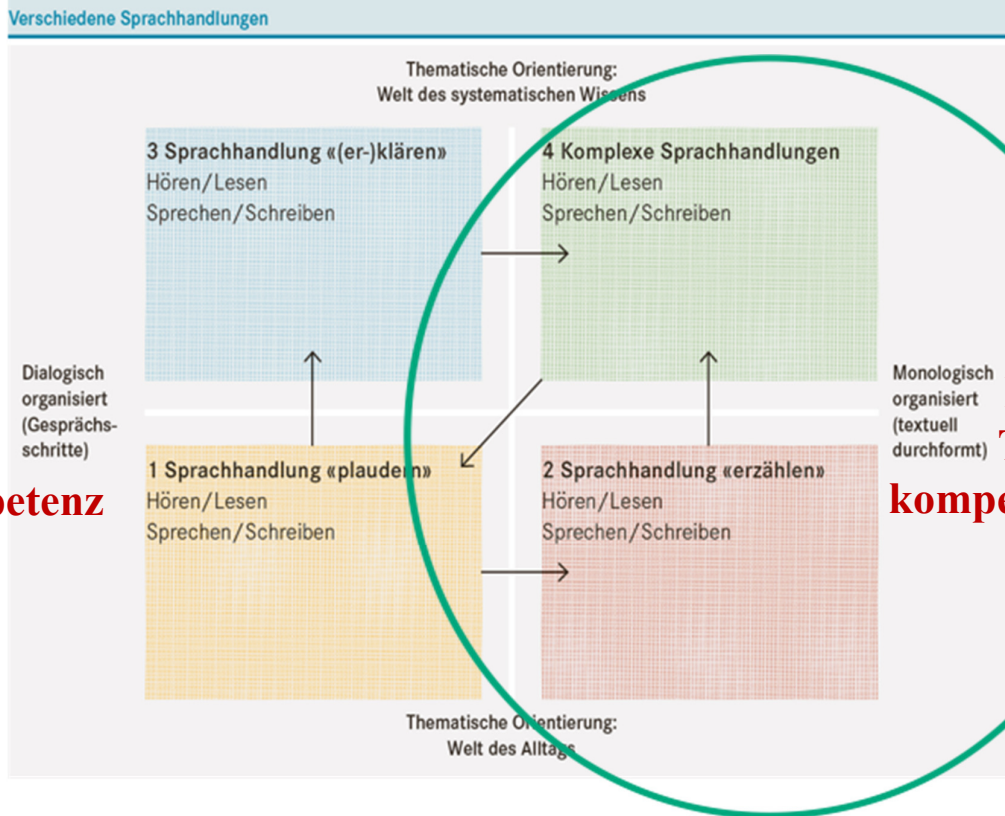 Verschiedene Sprachhandlungen
Thematische Orientierung:
Welt des systematischen Wissens
3 Sprachhandlung «(er-)klären»
Hören/Lesen
Sprechen/Schreiben
4 Komplexe Sprachhandlungen
Hören/Lesen
Sprechen/Schreiben
Dialogisch
organisiert
(Gesprächs-
schritte)
petenz
Monologisch
organisiert
(textuell
durchformt)
kompe
1 Sprachhandlung «plaudern»
Hören/Lesen
Sprechen/Schreiben
2 Sprachhandlung «erzählen»
Hören/Lesen
Sprechen/Schreiben
Thematische Orientierung:
Welt des Alltags